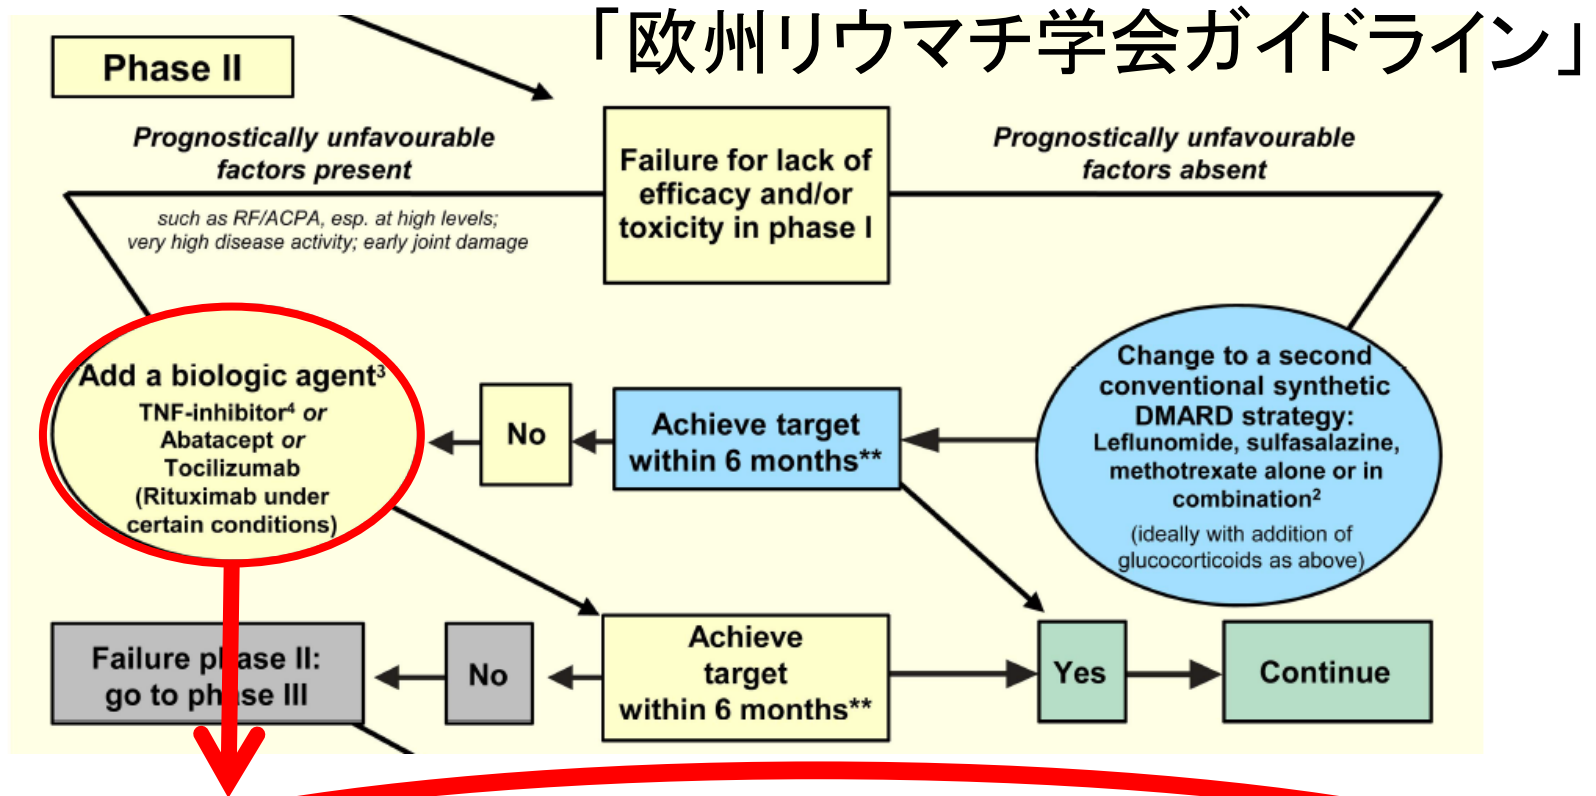 「欧州リウマチ学会ガイドライン」
Phase II
Prognostically unfavourable
factors present
such as RF/ACPA, esp. at high levels;
very high disease activity; early joint damage
Failure for lack of
efficacy and/or
toxicity in phase I
Prognostically unfavourable
factors absent
Add a biologic agent³
TNF-inhibitor⁴ or
Abatacept or
Tocilizumab
(Rituximab under
certain conditions)
No
Achieve target
within 6 months**
Change to a second
conventional synthetic
DMARD strategy:
Leflunomide, sulfasalazine,
methotrexate alone or in
combination²
(ideally with addition of
glucocorticoids as above)
Failure phase II:
go to phase III
No
Achieve
target
within 6 months**
Yes
Continue